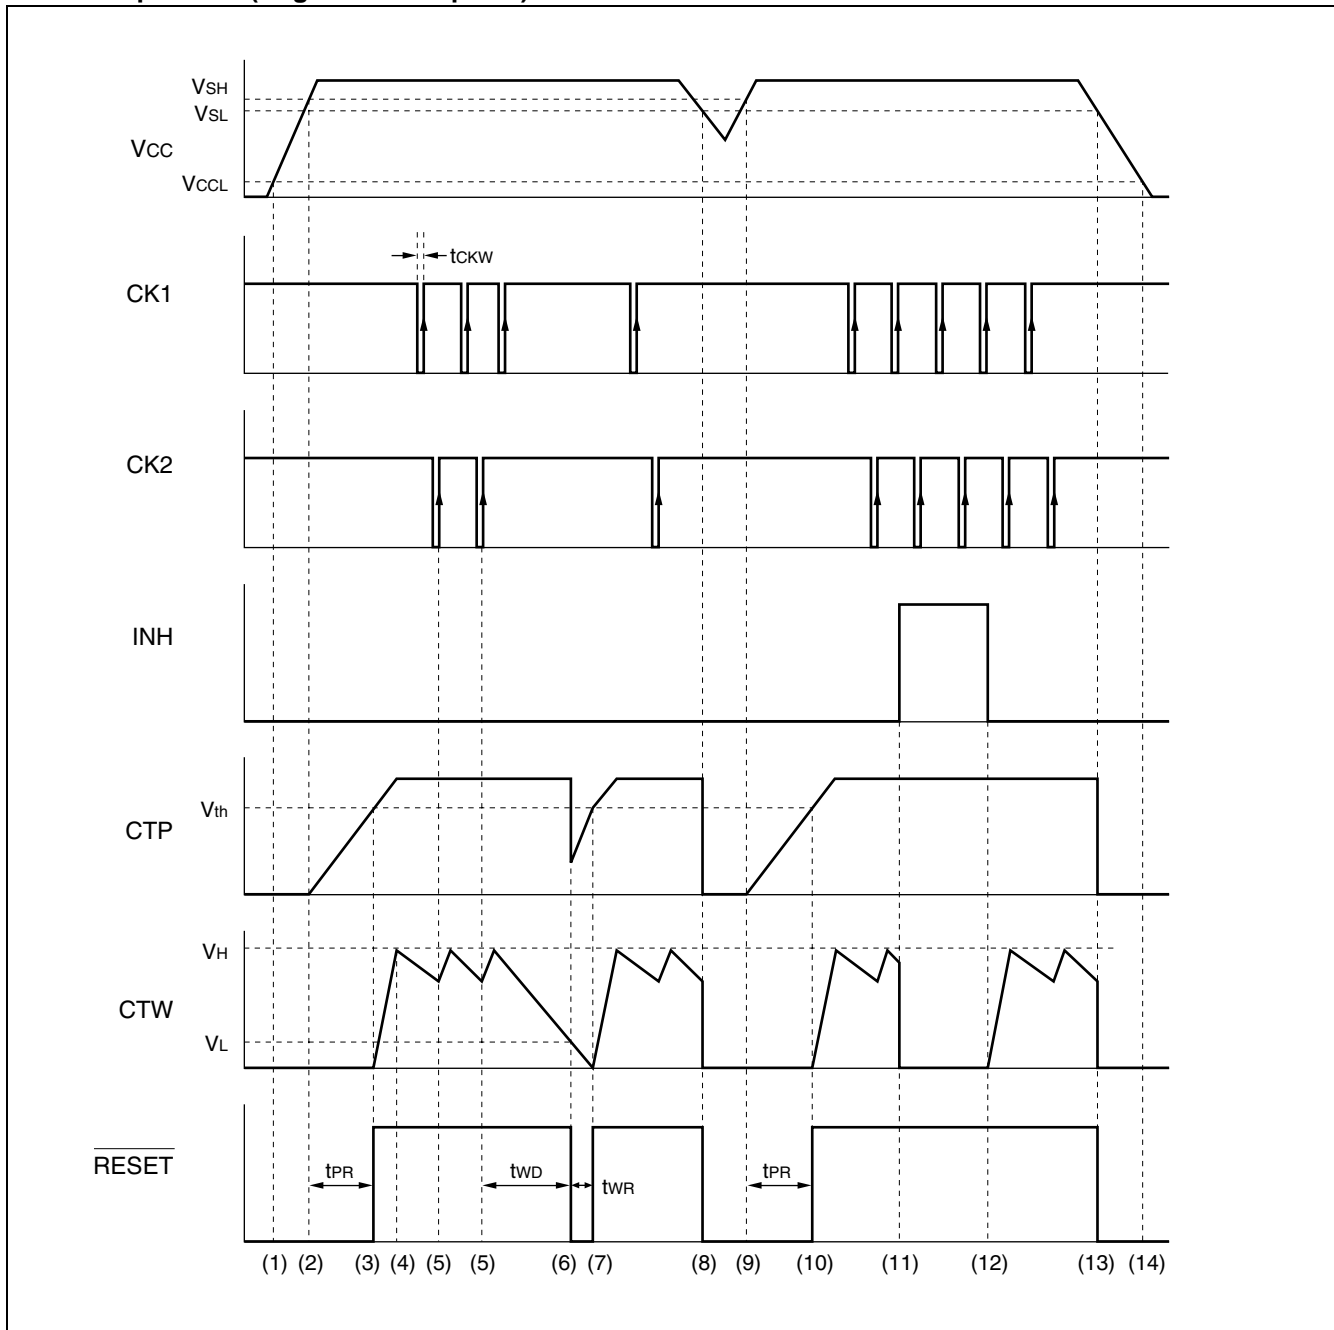 VSH
VSL
VCC
VCCL
tCKW
CK1
CK2
INH
Vth
CTP
VH
CTW
VL
RESET
tPR
tWD
tWR
tPR
(1) (2) (3) (4) (5) (5) (6) (7) (8) (9) (10) (11) (12) (13) (14)